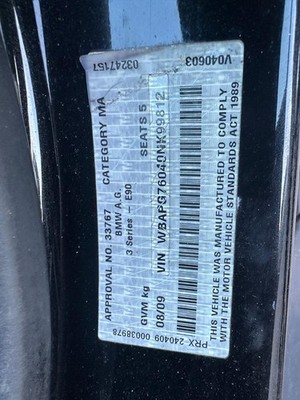 03247157 V040603
APPROVAL NO. 33767 CATEGORY MA
BMW A.G.
3 Series – E90
GVM kg SEATS 5
08/09 VIN WBAPG76040NK99812
THIS VEHICLE WAS MANUFACTURED TO COMPLY
WITH THE MOTOR VEHICLE STANDARDS ACT 1989
PRX-240409 00038978